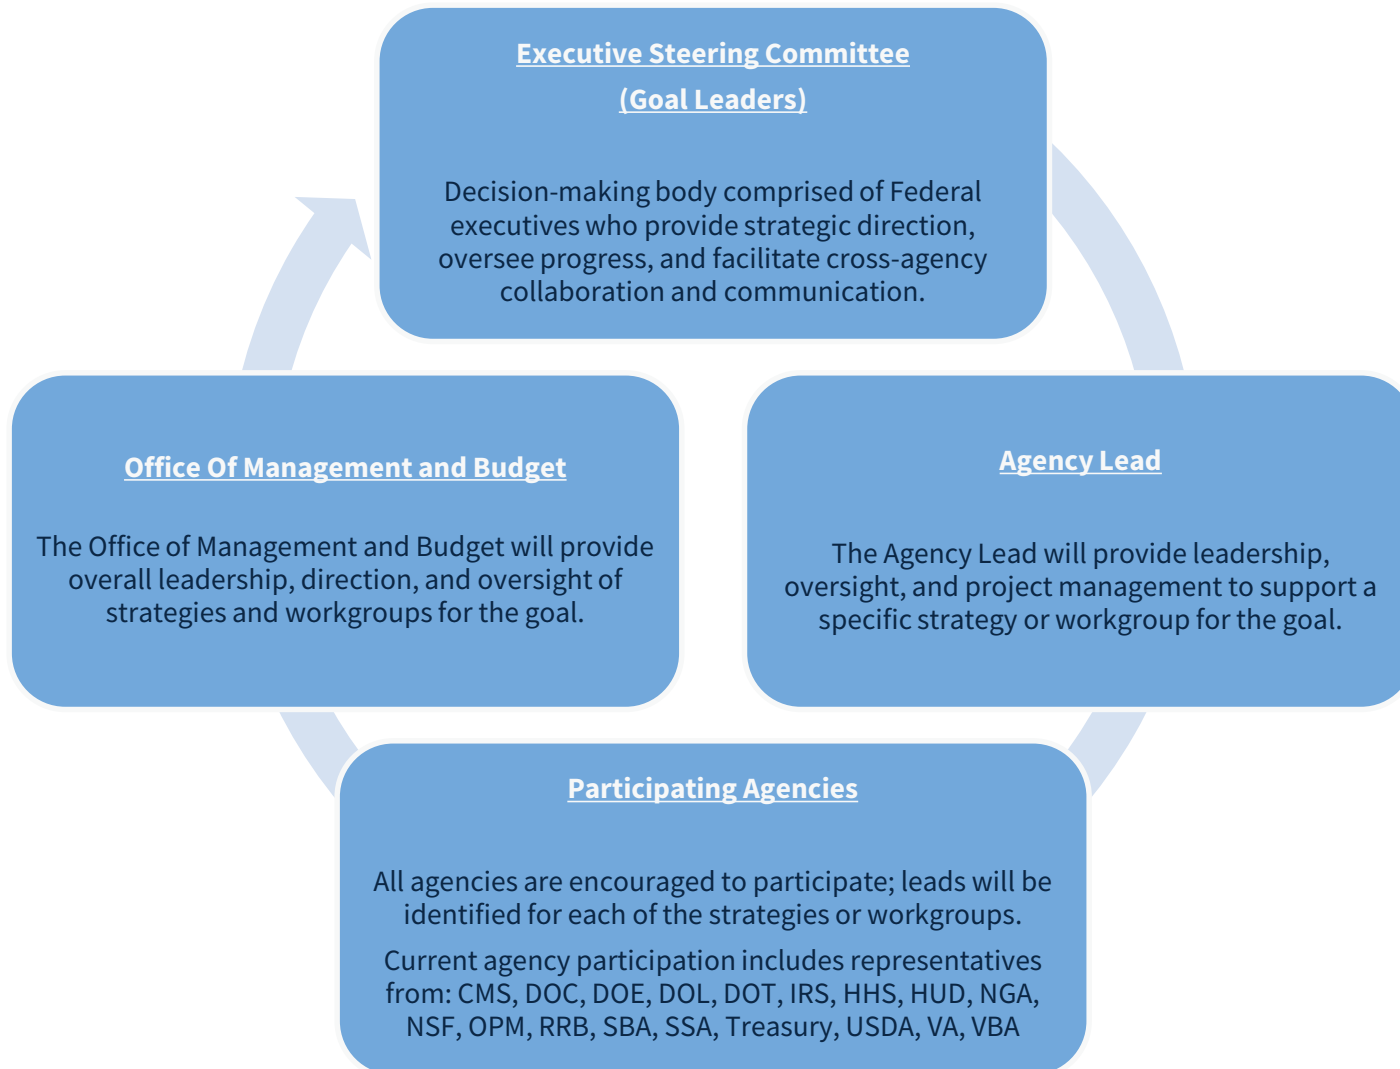 Executive Steering Committee
(Goal Leaders)
Decision-making body comprised of Federal
executives who provide strategic direction,
oversee progress, and facilitate cross-agency
collaboration and communication.
Office Of Management and Budget
The Office of Management and Budget will provide
overall leadership, direction, and oversight of
strategies and workgroups for the goal.
Agency Lead
The Agency Lead will provide leadership,
oversight, and project management to support a
specific strategy or workgroup for the goal.
Participating Agencies
All agencies are encouraged to participate; leads will be
identified for each of the strategies or workgroups.
Current agency participation includes representatives
from: CMS, DOC, DOE, DOL, DOT, IRS, HHS, HUD, NGA,
NSF, OPM, RRB, SBA, SSA, Treasury, USDA, VA, VBA